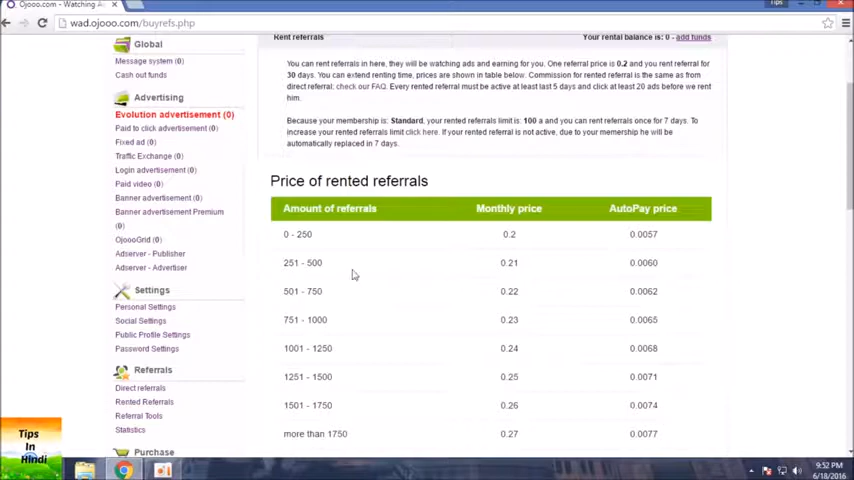 Ojooo.com - Watching A
Tips
wad.ojooo.com/buyrefs.php
Global
Message system (0)
Cash out funds
Advertising
Evolution advertisement (0)
Paid to click advertisement (0)
Fixed ad (0)
Traffic Exchange (0)
Login advertisement (0)
Paid video (0)
Banner advertisement (0)
Banner advertisement Premium
(0)
OjoooGrid (0)
Adserver - Publisher
Adserver - Advertiser
Settings
Personal Settings
Social Settings
Public Profile Settings
Password Settings
Referrals
Direct referrals
Rented Referrals
Referral Tools
Statistics
Purchase
Rent referrals Your rental balance is: 0 - add funds
You can rent referrals in here, they will be watching ads and earning for you. One referral price is 0.2 and you rent referral for
30 days. You can extend renting time, prices are shown in table below. Commission for rented referral is the same as from
direct referral: check our FAQ. Every rented referral must be active at least last 5 days and click at least 20 ads before we rent
him.
Because your membership is: Standard, your rented referrals limit is: 100 a and you can rent referrals once for 7 days. To
increase your rented referrals limit click here. If your rented referral is not active, due to your memership he will be
automatically replaced in 7 days.
Price of rented referrals
Amount of referrals Monthly price AutoPay price
0 - 250 0.2 0.0057
251 - 500 0.21 0.0060
501 - 750 0.22 0.0062
751 - 1000 0.23 0.0065
1001 - 1250 0.24 0.0068
1251 - 1500 0.25 0.0071
1501 - 1750 0.26 0.0074
more than 1750 0.27 0.0077
Tips
In
Hindi
9:52 PM
6/18/2016